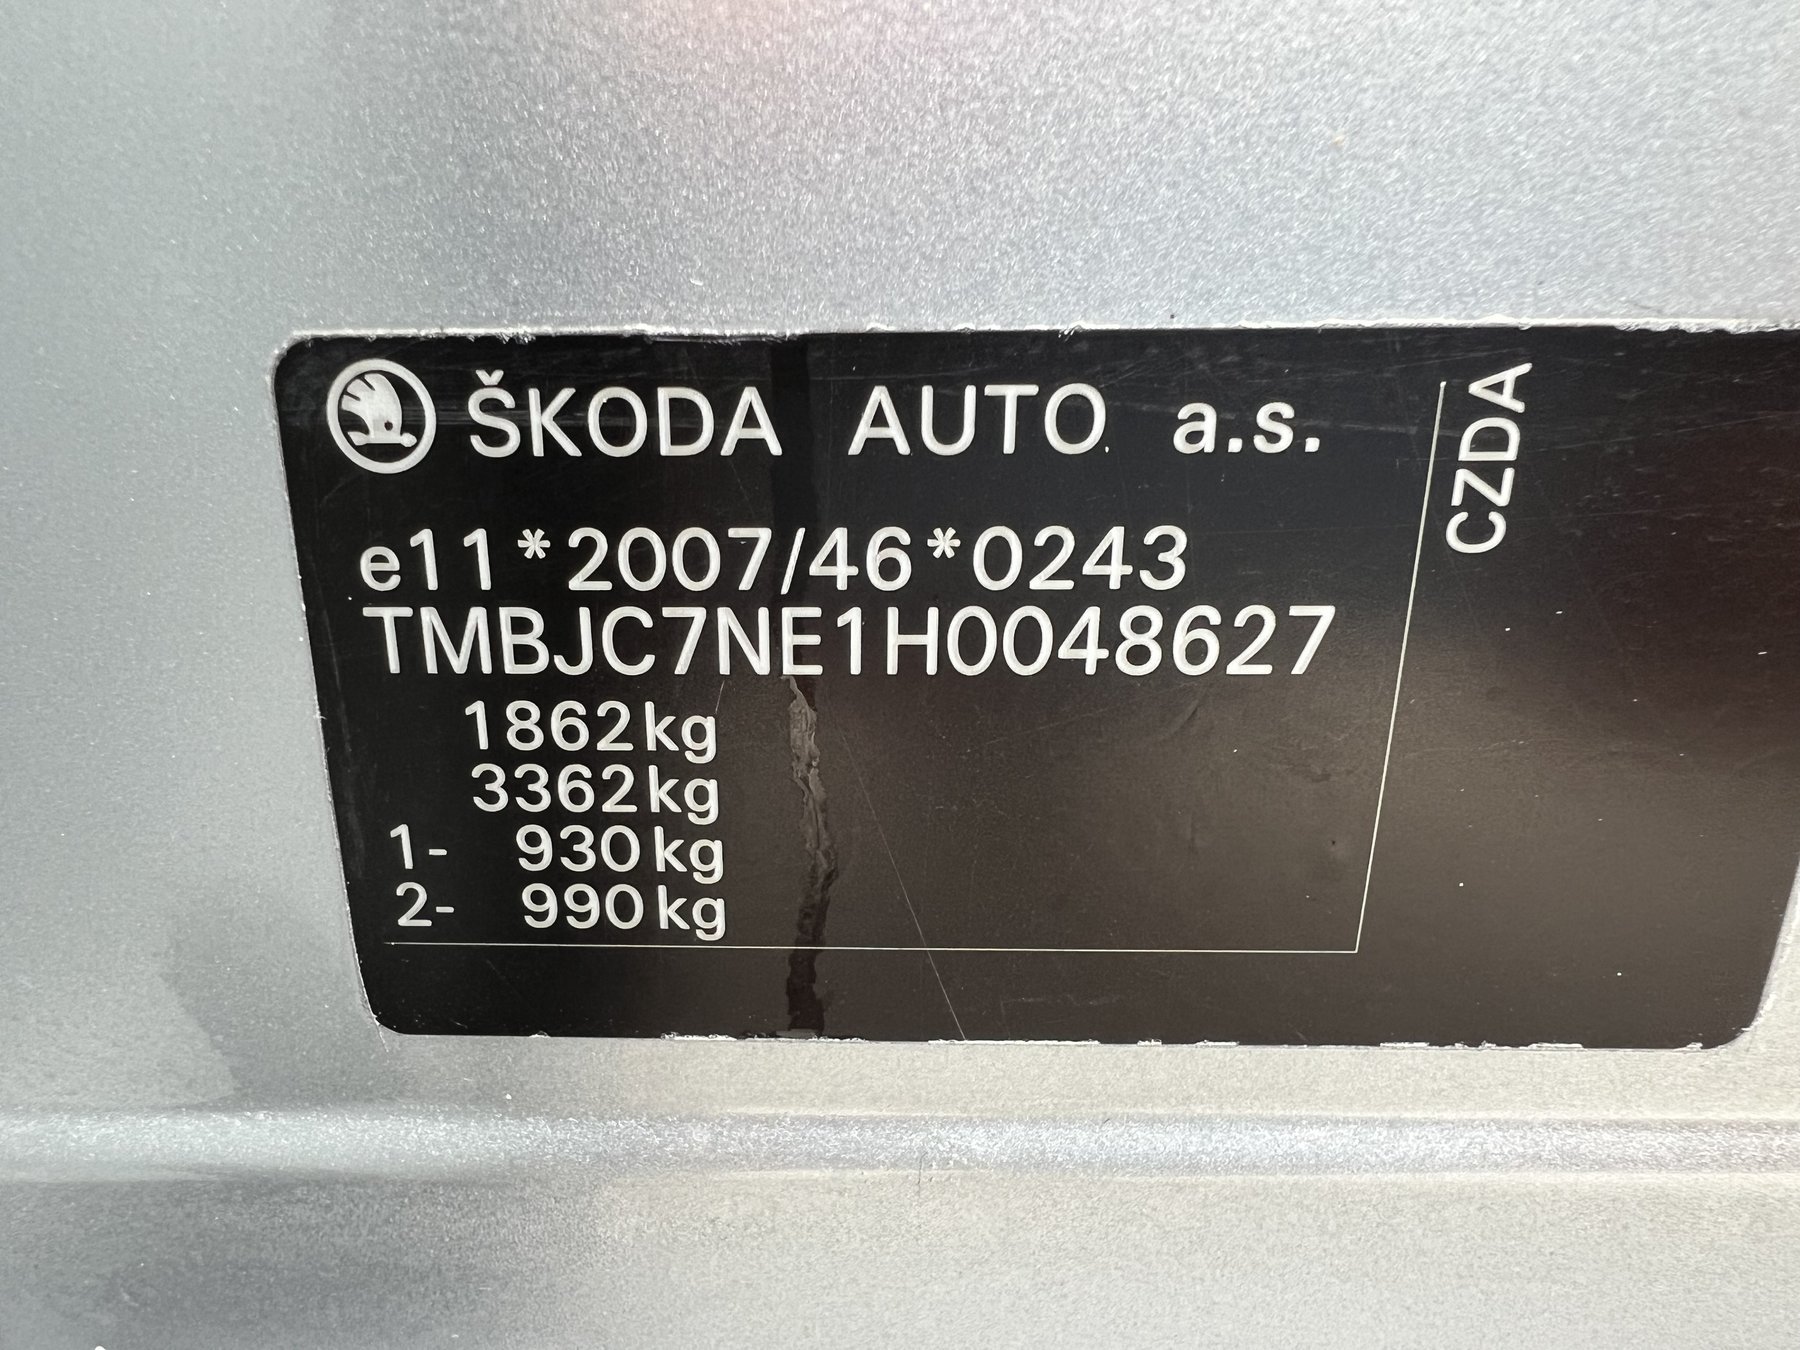 ŠKODA AUTO a.s.
e11*2007/46*0243
TMBJC7NE1H0048627
1862kg
3362kg
1- 930kg
2- 990kg
CZDA